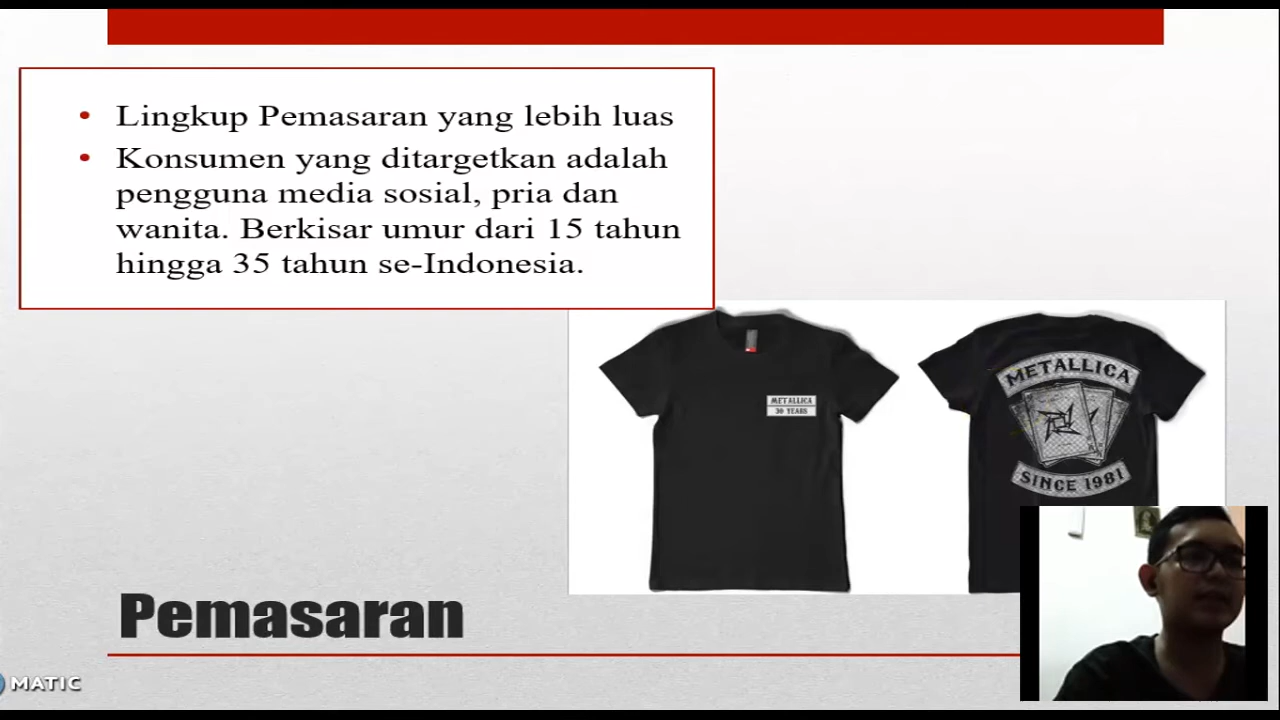 Lingkup Pemasaran yang lebih luas
Konsumen yang ditargetkan adalah
pengguna media sosial, pria dan
wanita. Berkisar umur dari 15 tahun
hingga 35 tahun se-Indonesia.
METALLICA
30 YEARS
METALLICA
SINCE 1981
Pemasaran
MATIC